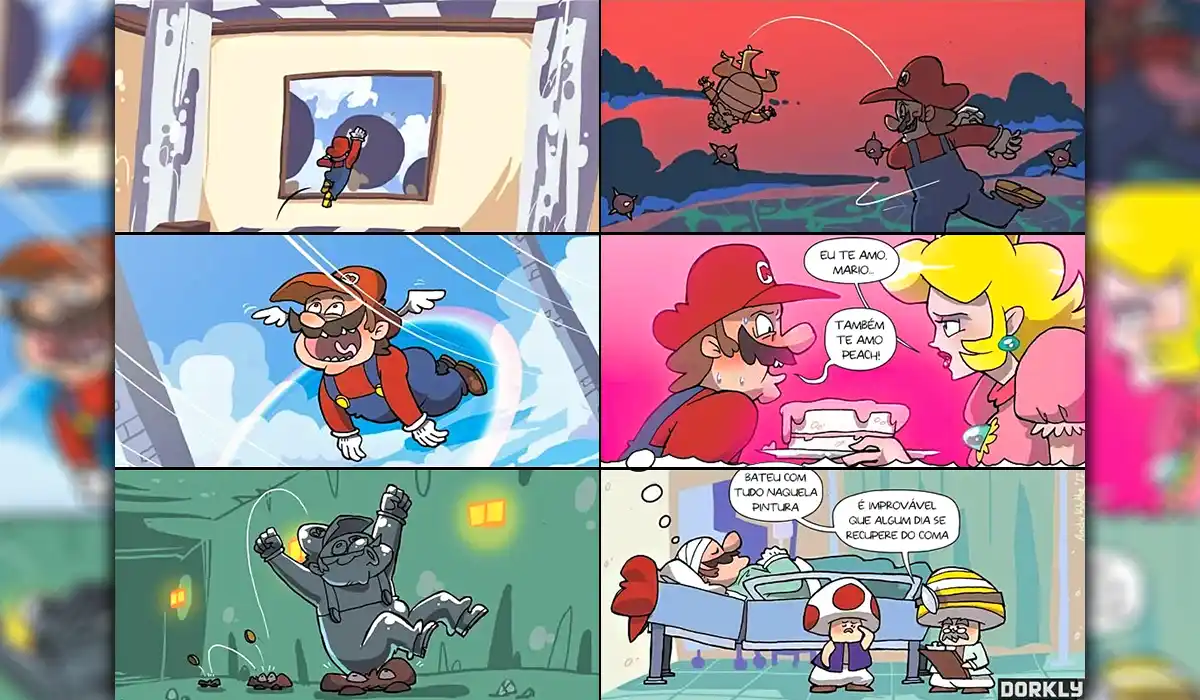 EU TE AMO,
MARIO...
TAMBÉM
TE AMO
PEACH!
BATEU COM
TUDO NAQUELA
PINTURA
É IMPROVÁVEL
QUE ALGUM DIA SE
RECUPERE DO COMA
DORKLY